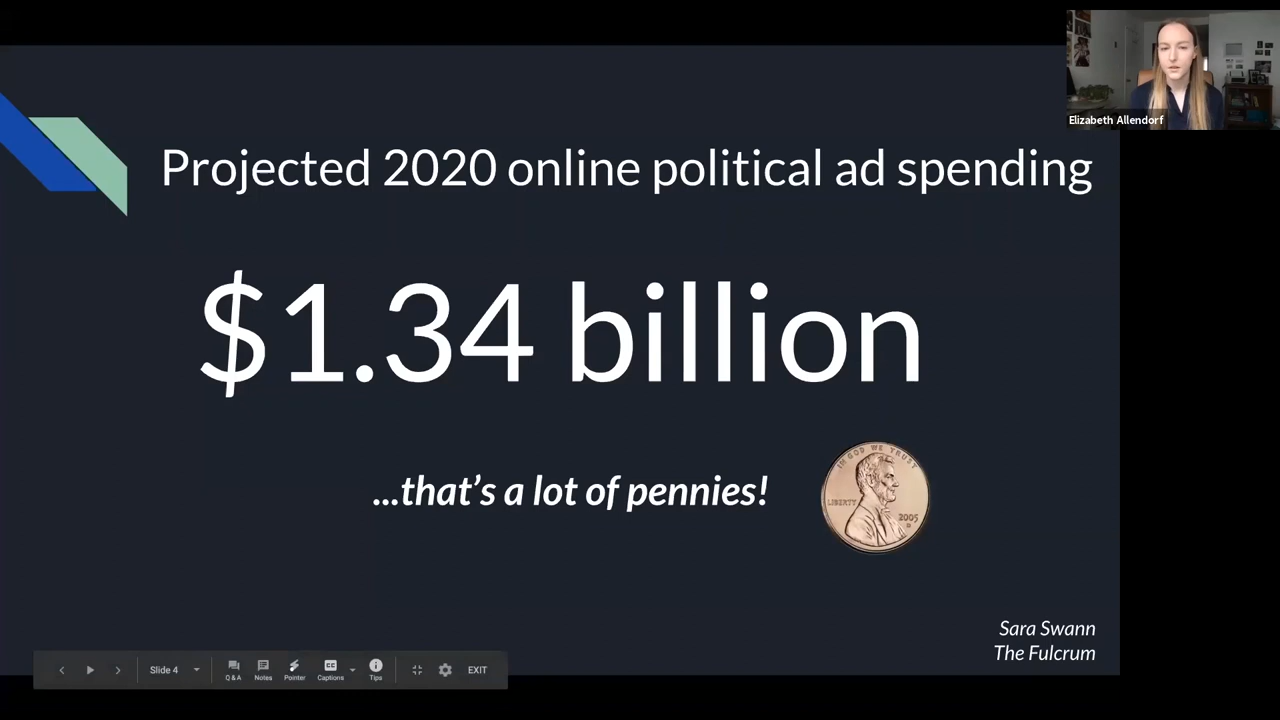 Elizabeth Allendorf
Projected 2020 online political ad spending
$1.34 billion
...that's a lot of pennies!
IN GOD WE TRUST
LIBERTY
2005
D
Sara Swann
The Fulcrum
Slide 4
Q & A
Notes
Pointer
CC
Captions
Tips
EXIT